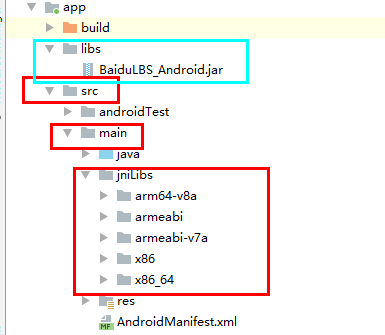 app
build
libs
BaiduLBS_Android.jar
src
androidTest
main
java
jniLibs
arm64-v8a
armeabi
armeabi-v7a
x86
x86_64
res
MF AndroidManifest.xml